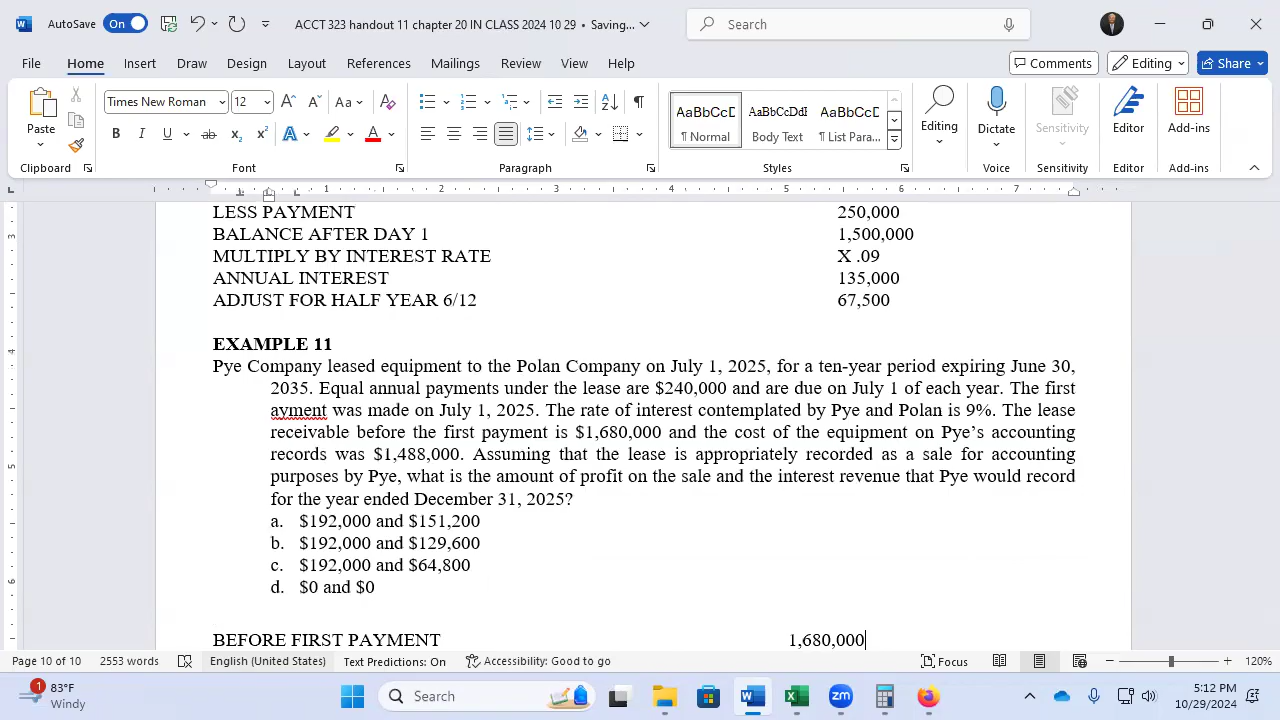 AutoSave On ACCT 323 handout 11 chapter 20 IN CLASS 2024 10 29 - Saving... Search
File Home Insert Draw Design Layout References Mailings Review View Help Comments Editing Share
Paste Times New Roman 12 A A Aa A
B I U ab x2 x2 A A
AaBbCcD AaBbCcDdI AaBbCcD
¶ Normal Body Text ¶ List Para...
Editing Dictate Sensitivity Editor Add-ins
Clipboard Font Paragraph Styles Voice Sensitivity Editor Add-ins
1 2 3 4 5 6 7
LESS PAYMENT 250,000
BALANCE AFTER DAY 1 1,500,000
MULTIPLY BY INTEREST RATE X .09
ANNUAL INTEREST 135,000
ADJUST FOR HALF YEAR 6/12 67,500
EXAMPLE 11
Pye Company leased equipment to the Polan Company on July 1, 2025, for a ten-year period expiring June 30,
2035. Equal annual payments under the lease are $240,000 and are due on July 1 of each year. The first
ayment was made on July 1, 2025. The rate of interest contemplated by Pye and Polan is 9%. The lease
receivable before the first payment is $1,680,000 and the cost of the equipment on Pye’s accounting
records was $1,488,000. Assuming that the lease is appropriately recorded as a sale for accounting
purposes by Pye, what is the amount of profit on the sale and the interest revenue that Pye would record
for the year ended December 31, 2025?
a. $192,000 and $151,200
b. $192,000 and $129,600
c. $192,000 and $64,800
d. $0 and $0
BEFORE FIRST PAYMENT 1,680,000
Page 10 of 10 2553 words English (United States) Text Predictions: On Accessibility: Good to go Focus 120%
1 83°F
Windy
Search
5:12 PM
10/29/2024